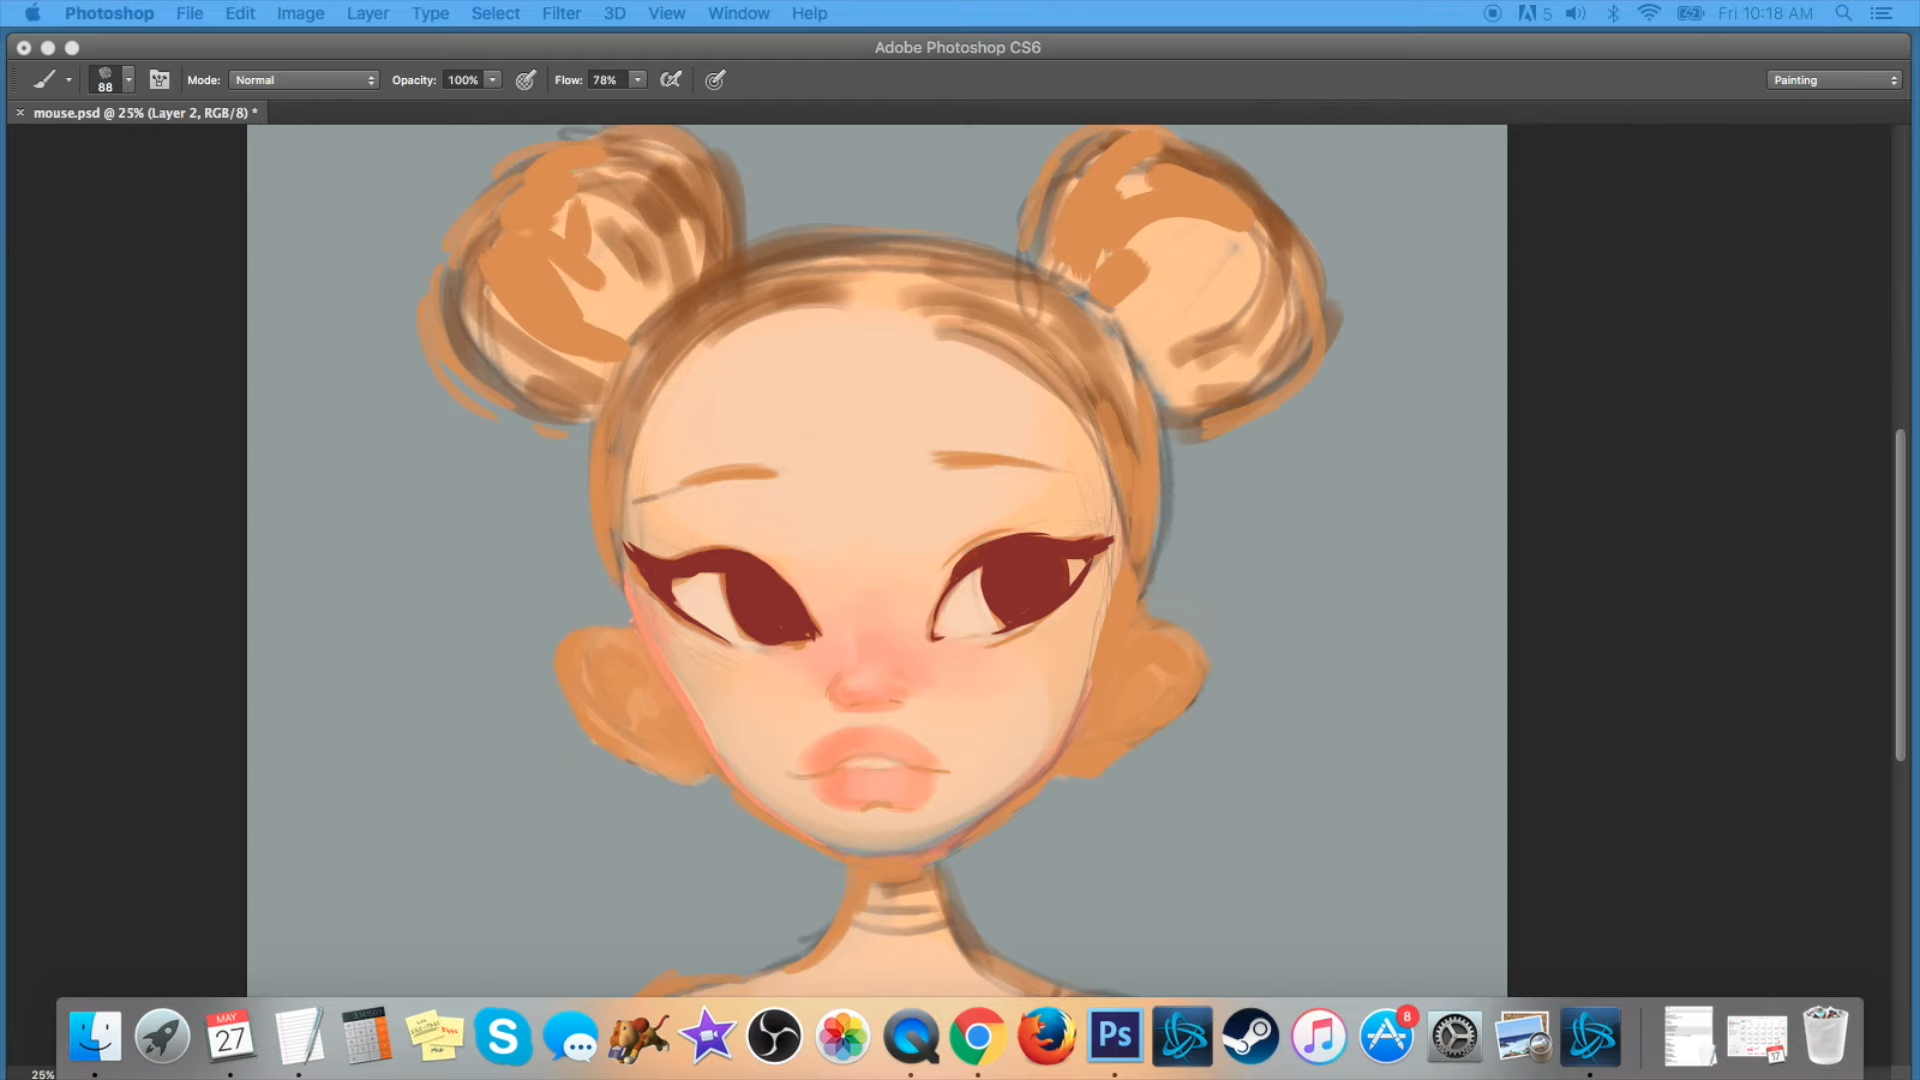 Photoshop File Edit Image Layer Type Select Filter 3D View Window Help 5 Fri 10:18 AM
Adobe Photoshop CS6
88 Mode: Normal Opacity: 100% Flow: 78% Painting
× mouse.psd @ 25% (Layer 2, RGB/8) *
MAY
27
S
Ps
8
17
25%